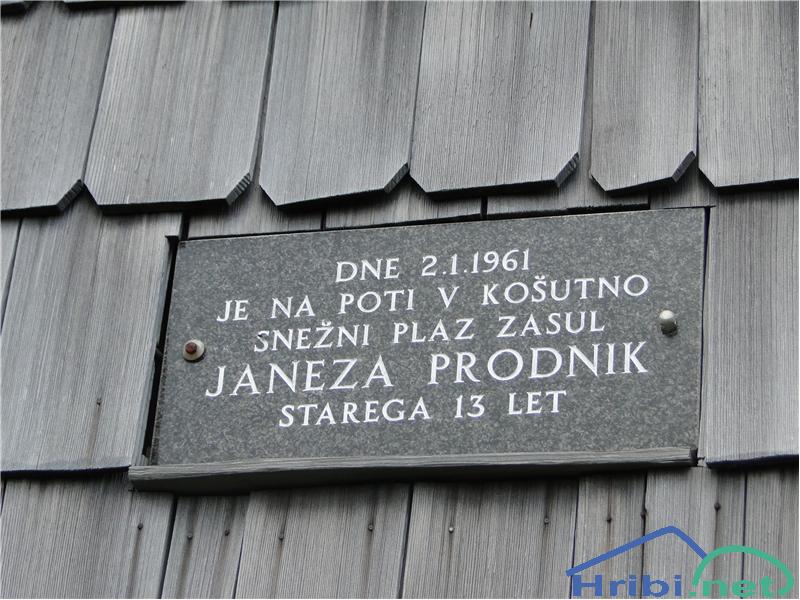 DNE 2.1.1961
JE NA POTI V KOŠUTNO
SNEŽNI PLAZ ZASUL
JANEZA PRODNIK
STAREGA 13 LET
Hribi.net